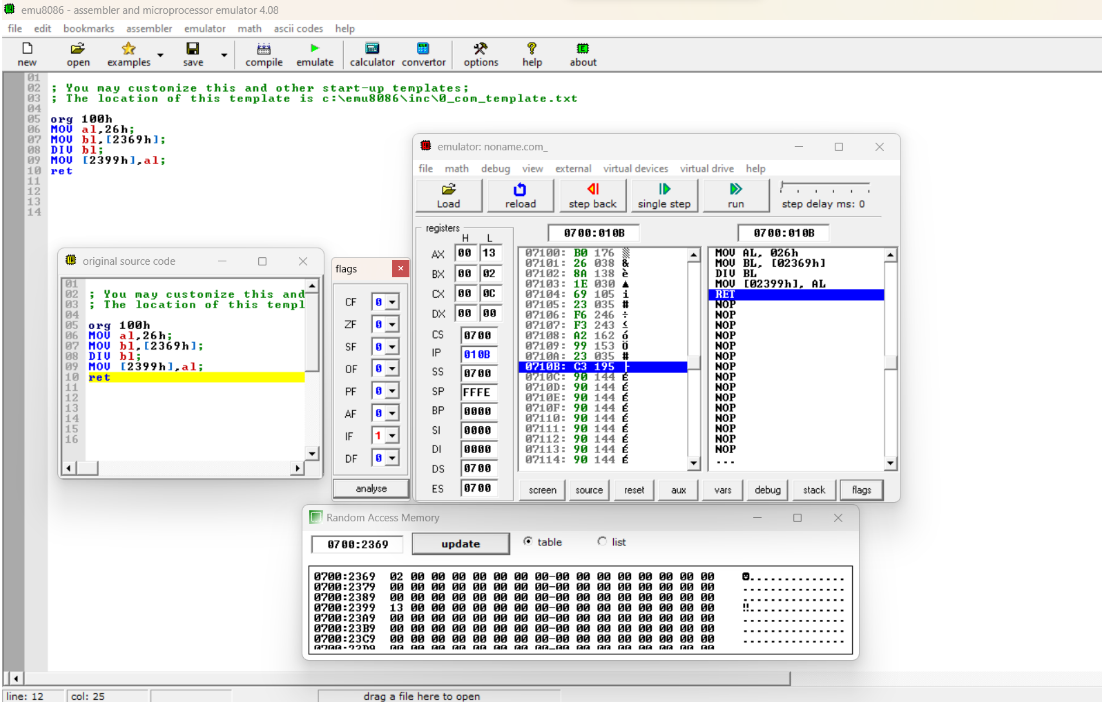 emu8086 - assembler and microprocessor emulator 4.08
file edit bookmarks assembler emulator math ascii codes help
new open examples save compile emulate calculator convertor options help about
01
02 ; You may customize this and other start-up templates;
03 ; The location of this template is c:\emu8086\inc\0_com_template.txt
04
05 org 100h
06 MOV al,26h;
07 MOV bl,[2369h];
08 DIV bl;
09 MOV [2399h],al;
10 ret
11
12
13
14
original source code
01
02 ; You may customize this and
03 ; The location of this templ
04
05 org 100h
06 MOV al,26h;
07 MOV bl,[2369h];
08 DIV bl;
09 MOV [2399h],al;
10 ret
11
12
13
14
15
16
flags
CF 0
ZF 0
SF 0
OF 0
PF 0
AF 0
IF 1
DF 0
analyse
emulator: noname.com_
file math debug view external virtual devices virtual drive help
Load reload step back single step run step delay ms: 0
registers
H L
AX 00 13
BX 00 02
CX 00 0C
DX 00 00
CS 0700
IP 010B
SS 0700
SP FFFE
BP 0000
SI 0000
DI 0000
DS 0700
ES 0700
0700:010B
07100: B0 176 ▒
07101: 26 038 &
07102: 8A 138 è
07103: 1E 030 ▲
07104: 69 105 i
07105: 23 035 #
07106: F6 246 ÷
07107: F3 243 ≤
07108: A2 162 ó
07109: 99 153 Ö
0710A: 23 035 #
0710B: C3 195 ├
0710C: 90 144 É
0710D: 90 144 É
0710E: 90 144 É
0710F: 90 144 É
07110: 90 144 É
07111: 90 144 É
07112: 90 144 É
07113: 90 144 É
07114: 90 144 É
0700:010B
MOV AL, 026h
MOV BL, [02369h]
DIV BL
MOV [02399h], AL
RET
NOP
NOP
NOP
NOP
NOP
NOP
NOP
NOP
NOP
NOP
NOP
NOP
NOP
NOP
...
screen source reset aux vars debug stack flags
Random Access Memory
0700:2369 update table list
0700:2369 02 00 00 00 00 00 00 00-00 00 00 00 00 00 00 00 ☻...............
0700:2379 00 00 00 00 00 00 00 00-00 00 00 00 00 00 00 00 ................
0700:2389 00 00 00 00 00 00 00 00-00 00 00 00 00 00 00 00 ................
0700:2399 13 00 00 00 00 00 00 00-00 00 00 00 00 00 00 00 ‼...............
0700:23A9 00 00 00 00 00 00 00 00-00 00 00 00 00 00 00 00 ................
0700:23B9 00 00 00 00 00 00 00 00-00 00 00 00 00 00 00 00 ................
0700:23C9 00 00 00 00 00 00 00 00-00 00 00 00 00 00 00 00 ................
0700:23D9 00 00 00 00 00 00 00 00-00 00 00 00 00 00 00 00
line: 12 col: 25 drag a file here to open